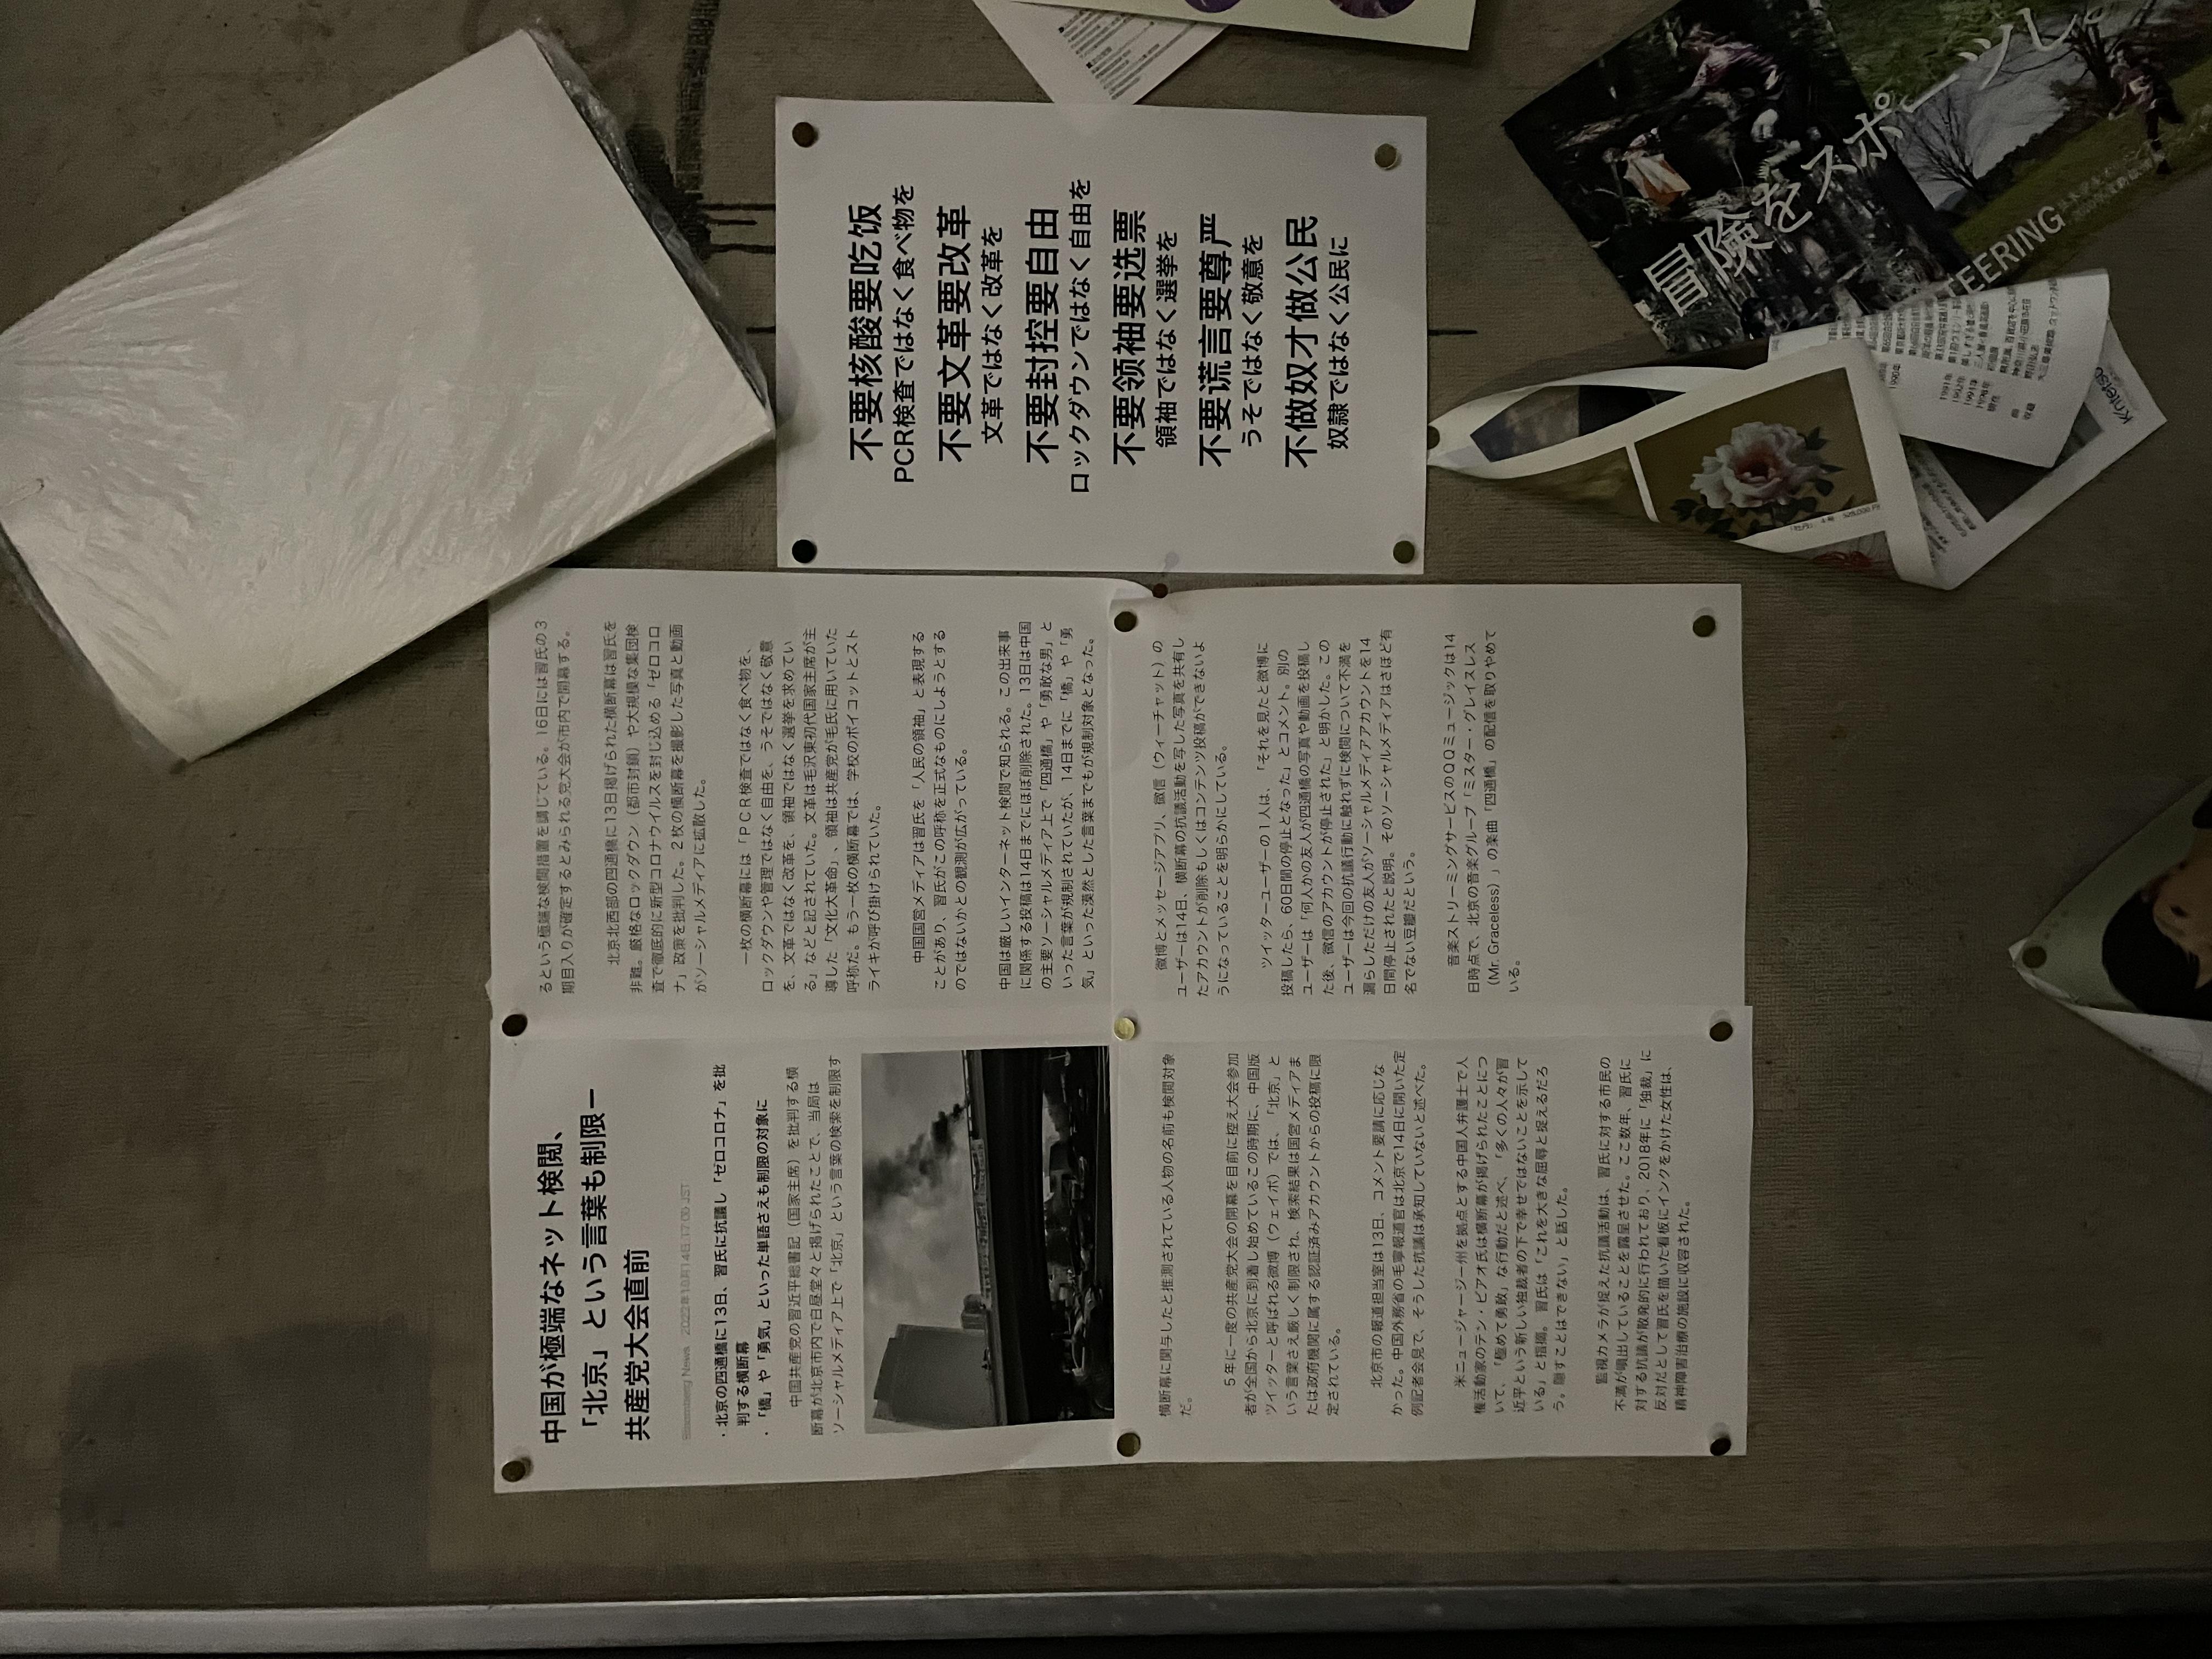 不要核酸要吃饭
PCR検査ではなく食べ物を
不要文革要改革
文革ではなく改革を
不要封控要自由
ロックダウンではなく自由を
不要领袖要选票
領袖ではなく選挙を
不要谎言要尊严
うそではなく敬意を
不做奴才做公民
奴隷ではなく公民に
中国が極端なネット検閲、
「北京」という言葉も制限ー
共産党大会直前
Bloomberg News 2022年10月14日 17:06 JST
・北京の四通橋に13日、習氏に抗議し「ゼロコロナ」を批
判する横断幕
・「橋」や「勇気」といった単語さえも制限の対象に
中国共産党の習近平総書記（国家主席）を批判する横
断幕が北京市内で白昼堂々と掲げられたことで、当局は
ソーシャルメディア上で「北京」という言葉の検索を制限す
るという極端な検閲措置を講じている。16日には習氏の3
期目入りが確定するとみられる党大会が市内で開幕する。
北京北西部の四通橋に13日掲げられた横断幕は習氏を
非難。厳格なロックダウン（都市封鎖）や大規模な集団検
査で徹底的に新型コロナウイルスを封じ込める「ゼロコロ
ナ」政策を批判した。2枚の横断幕を撮影した写真と動画
がソーシャルメディアに拡散した。
一枚の横断幕には「PCR検査ではなく食べ物を、
ロックダウンや管理ではなく自由を、うそではなく敬意
を、文革ではなく改革を、領袖ではなく選挙を求めてい
る」などと記されていた。文革は毛沢東初代国家主席が主
導した「文化大革命」、領袖は共産党が毛氏に用いていた
呼称だ。もう一枚の横断幕では、学校のボイコットとスト
ライキが呼び掛けられていた。
中国国営メディアは習氏を「人民の領袖」と表現する
ことがあり、習氏がこの呼称を正式なものにしようとする
のではないかとの観測が広がっている。
中国は厳しいインターネット検閲で知られる。この出来事
に関係する投稿は14日までにほぼ削除された。13日は中国
の主要ソーシャルメディア上で「四通橋」や「勇敢な男」と
いった言葉が規制されていたが、14日までに「橋」や「勇
気」といった漠然とした言葉までもが規制対象となった。
横断幕に関与したと推測されている人物の名前も検閲対象
だ。
5年に一度の共産党大会の開幕を目前に控え大会参加
者が全国から北京に到着し始めているこの時期に、中国版
ツイッターと呼ばれる微博（ウェイボ）では、「北京」と
いう言葉さえ厳しく制限され、検索結果は国営メディアま
たは政府機関に属する認証済みアカウントからの投稿に限
定されている。
北京市の報道担当室は13日、コメント要請に応じな
かった。中国外務省の毛寧報道官は北京で14日に開いた定
例記者会見で、そうした抗議は承知していないと述べた。
米ニュージャージー州を拠点とする中国人弁護士で人
権活動家のテン・ピアオ氏は横断幕が掲げられたことにつ
いて、「極めて勇敢」な行動だと述べ、「多くの人々が習
近平という新しい独裁者の下で幸せではないことを示して
いる」と指摘。習氏は「これを大きな屈辱と捉えるだろ
う。隠すことはできない」と話した。
監視カメラが捉えた抗議活動は、習氏に対する市民の
不満が噴出していることを露呈させた。ここ数年、習氏に
対する抗議が散発的に行われており、2018年に「独裁」に
反対だとして習氏を描いた看板にインクをかけた女性は、
精神障害治療の施設に収容された。
微博とメッセージアプリ、微信（ウィーチャット）の
ユーザーは14日、横断幕の抗議活動を写した写真を共有し
たアカウントが削除もしくはコンテンツ投稿ができないよ
うになっていることを明らかにしている。
ツイッターユーザーの1人は、「それを見たと微博に
投稿したら、60日間の停止となった」とコメント。別の
ユーザーは「何人かの友人が四通橋の写真や動画を投稿し
た後、微信のアカウントが停止された」と明かした。この
ユーザーは今回の抗議行動に触れずに検閲について不満を
漏らしただけの友人がソーシャルメディアアカウントを14
日間停止されたと説明。そのソーシャルメディアはさほど有
名でない豆瓣だという。
音楽ストリーミングサービスのQQミュージックは14
日時点で、北京の音楽グループ「ミスター・グレイスレス
（Mr. Graceless）」の楽曲「四通橋」の配信を取りやめて
いる。
冒険をスポーツし。
EERING
Kintetsu